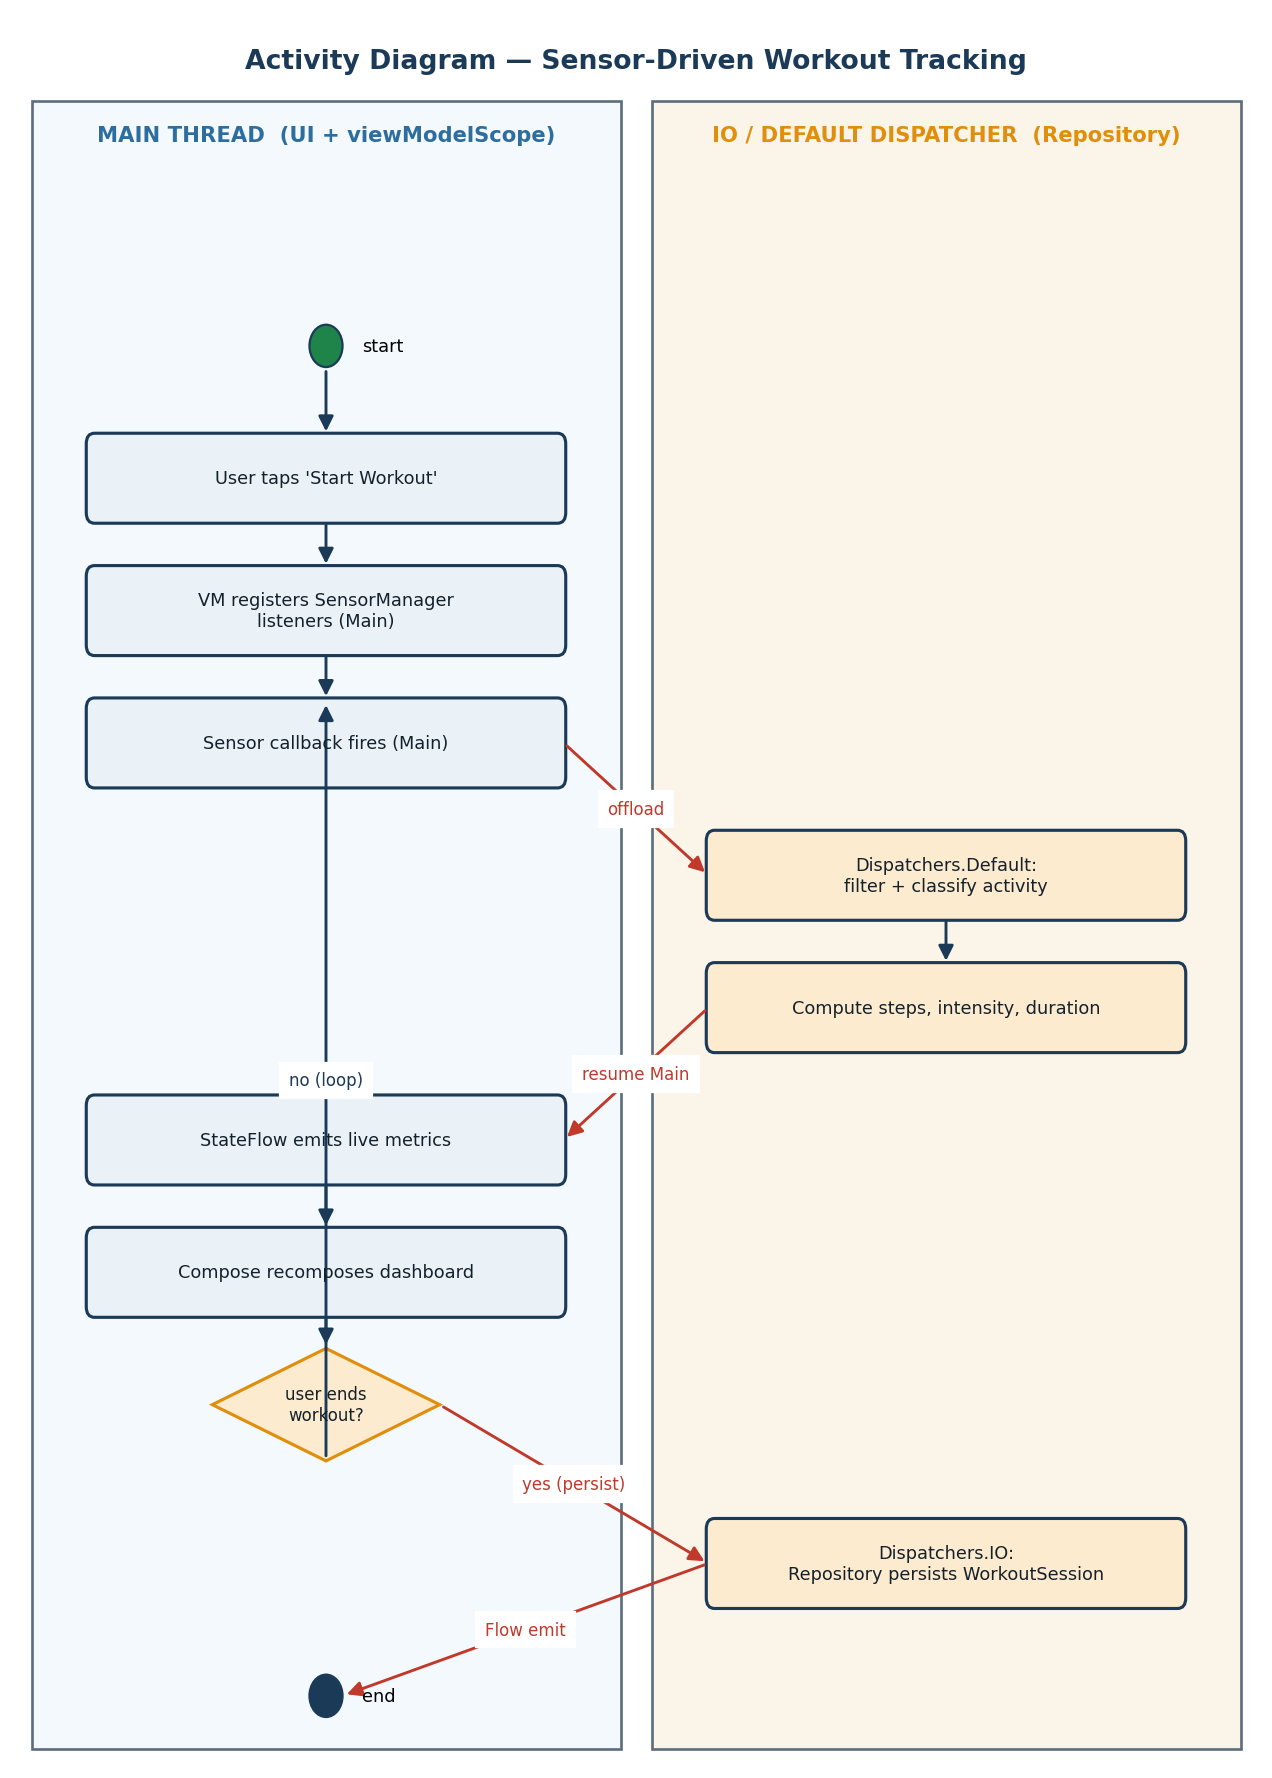 Activity Diagram — Sensor-Driven Workout Tracking
MAIN THREAD  (UI + viewModelScope)
IO / DEFAULT DISPATCHER  (Repository)
start
User taps 'Start Workout'
VM registers SensorManager
listeners (Main)
Sensor callback fires (Main)
offload
Dispatchers.Default:
filter + classify activity
Compute steps, intensity, duration
resume Main
no (loop)
StateFlow emits live metrics
Compose recomposes dashboard
user ends
workout?
yes (persist)
Dispatchers.IO:
Repository persists WorkoutSession
Flow emit
end